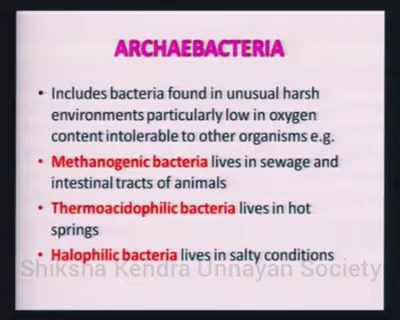 ARCHAEBACTERIA
• Includes bacteria found in unusual harsh
environments particularly low in oxygen
content intolerable to other organisms e.g.
• Methanogenic bacteria lives in sewage and
intestinal tracts of animals
• Thermoacidophilic bacteria lives in hot
springs
• Halophilic bacteria lives in salty conditions
Shiksha Kendra Unnayan Society